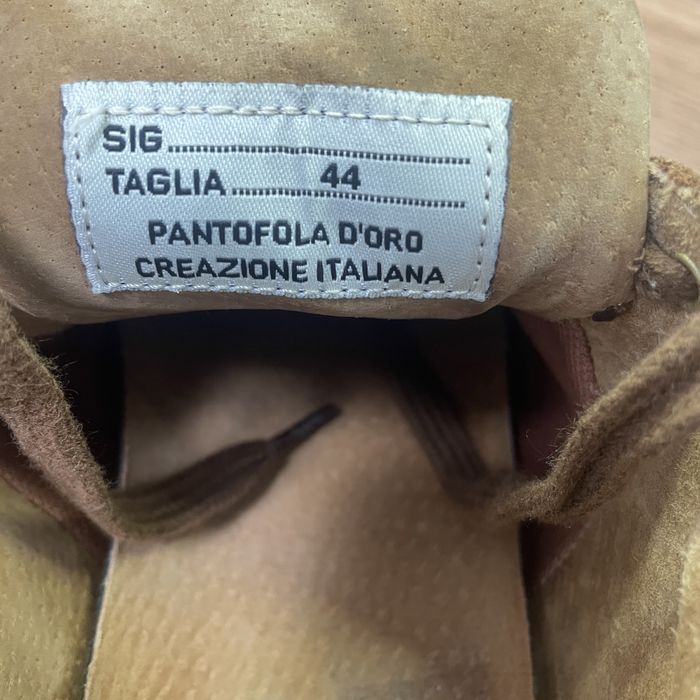 SIG
TAGLIA 44
PANTOFOLA D'ORO
CREAZIONE ITALIANA